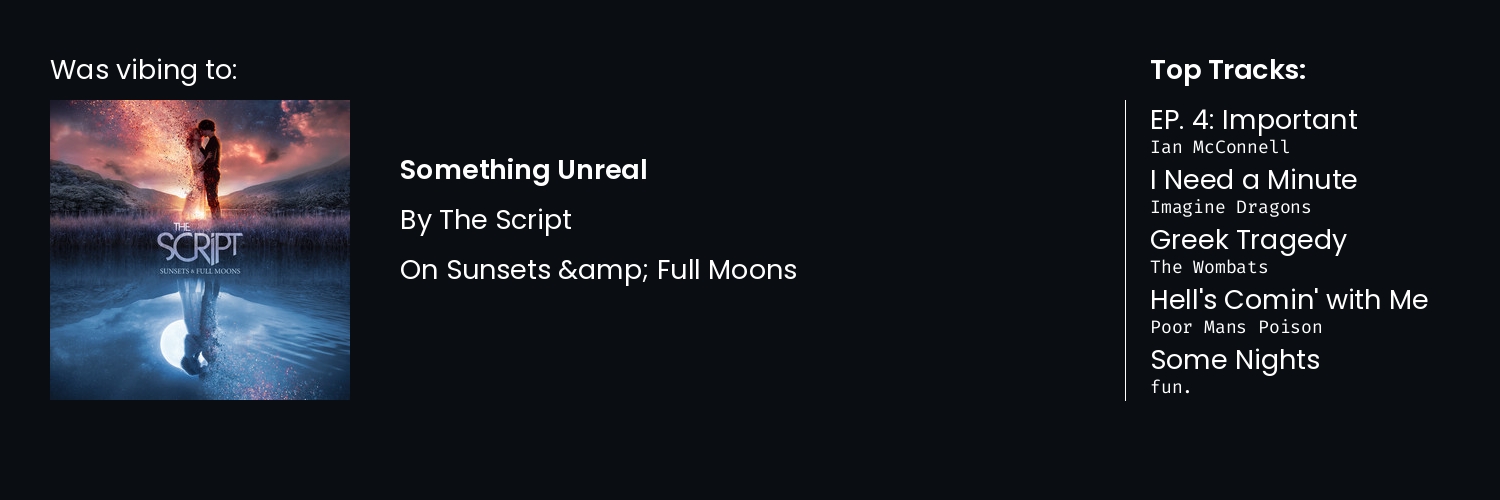 Was vibing to:
THE
SCRIPT
SUNSETS & FULL MOONS
Something Unreal
By The Script
On Sunsets &amp; Full Moons
Top Tracks:
EP. 4: Important
Ian McConnell
I Need a Minute
Imagine Dragons
Greek Tragedy
The Wombats
Hell's Comin' with Me
Poor Mans Poison
Some Nights
fun.